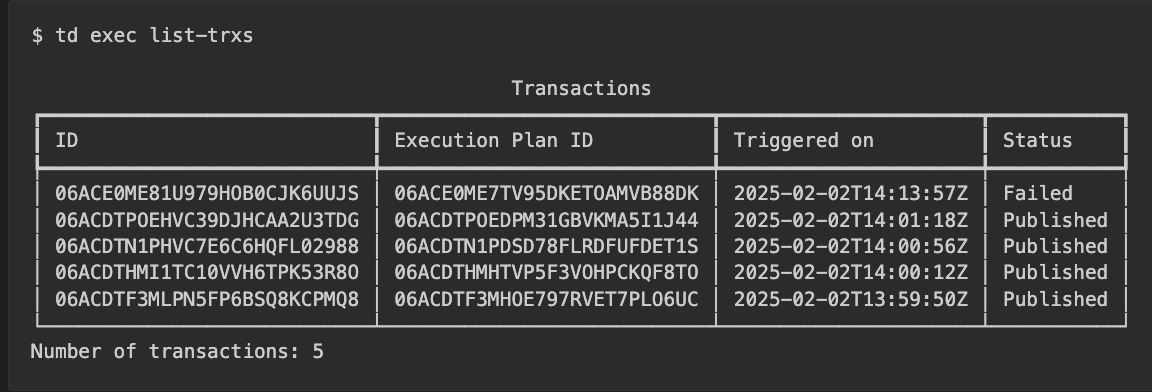 $ td exec list-trxs
Transactions
ID Execution Plan ID Triggered on Status
06ACE0ME81U979HOB0CJK6UUJS 06ACE0ME7TV95DKETOAMVB88DK 2025-02-02T14:13:57Z Failed
06ACDTPOEHVC39DJHCAA2U3TDG 06ACDTPOEDPM31GBVKMA5I1J44 2025-02-02T14:01:18Z Published
06ACDTN1PHVC7E6C6HQFL02988 06ACDTN1PDSD78FLRDFUFDET1S 2025-02-02T14:00:56Z Published
06ACDTHMI1TC10VVH6TPK53R8O 06ACDTHMHTVP5F3VOHPCKQF8TO 2025-02-02T14:00:12Z Published
06ACDTF3MLPN5FP6BSQ8KCPMQ8 06ACDTF3MHOE797RVET7PLO6UC 2025-02-02T13:59:50Z Published
Number of transactions: 5